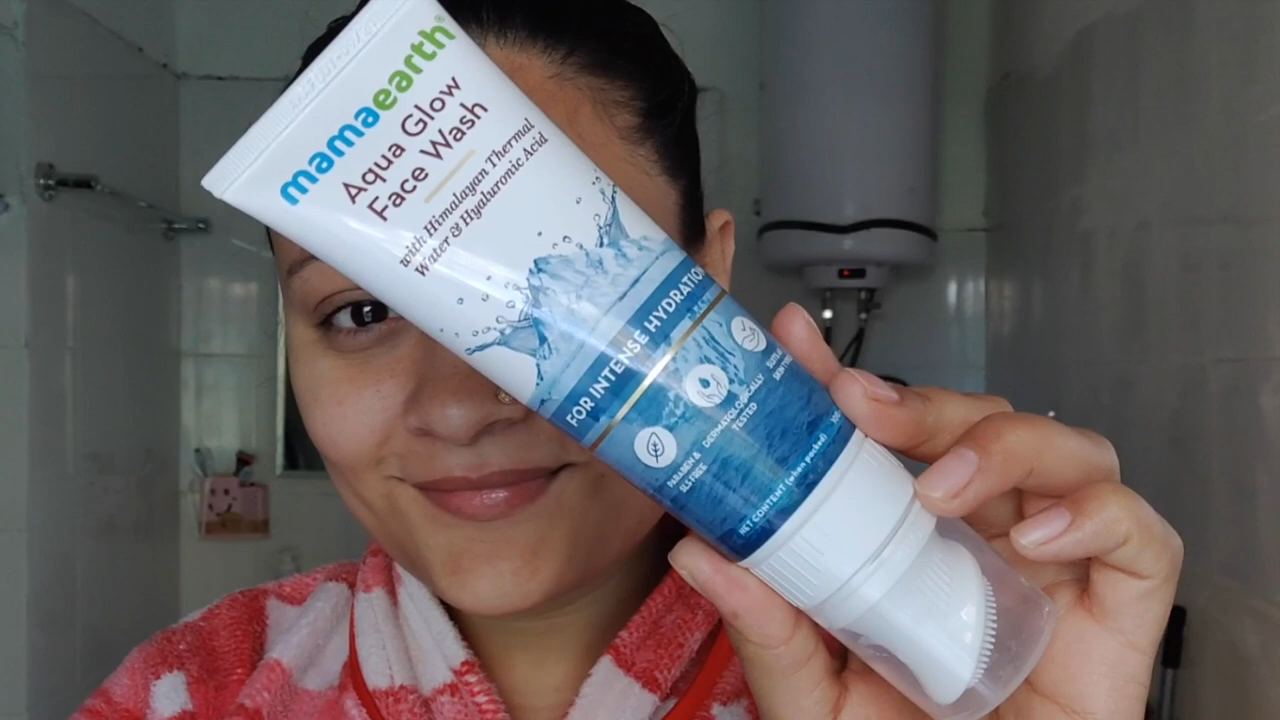 mamaearth®
Aqua Glow
Face Wash
with Himalayan Thermal
Water & Hyaluronic Acid
FOR INTENSE HYDRATION
PARABEN &
SLS FREE
DERMATOLOGICALLY
TESTED
NET CONTENT (when packed)